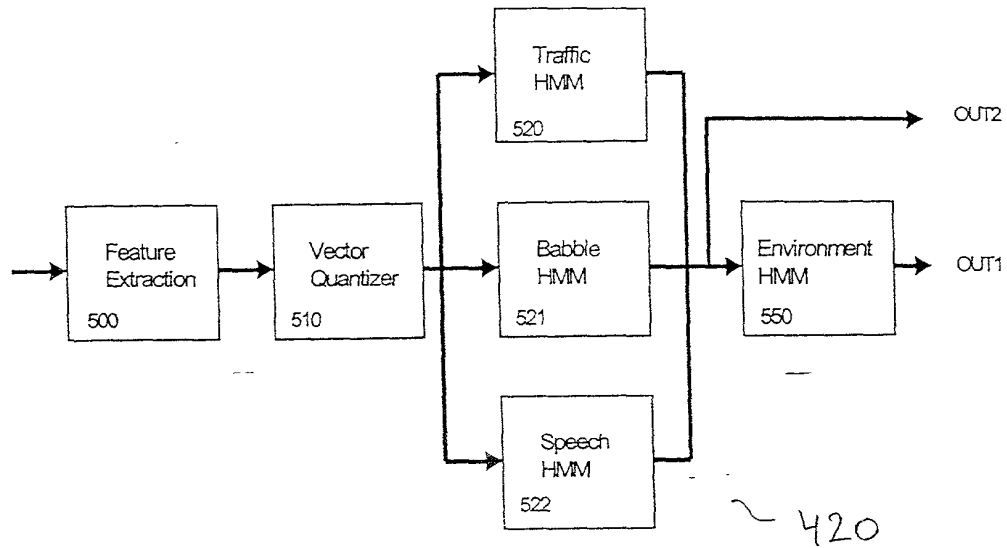 Traffic
HMM
520
OUT2
Feature
Extraction
500
Vector
Quantizer
510
Babble
HMM
521
Environment
HMM
550
OUT1
Speech
HMM
522
420